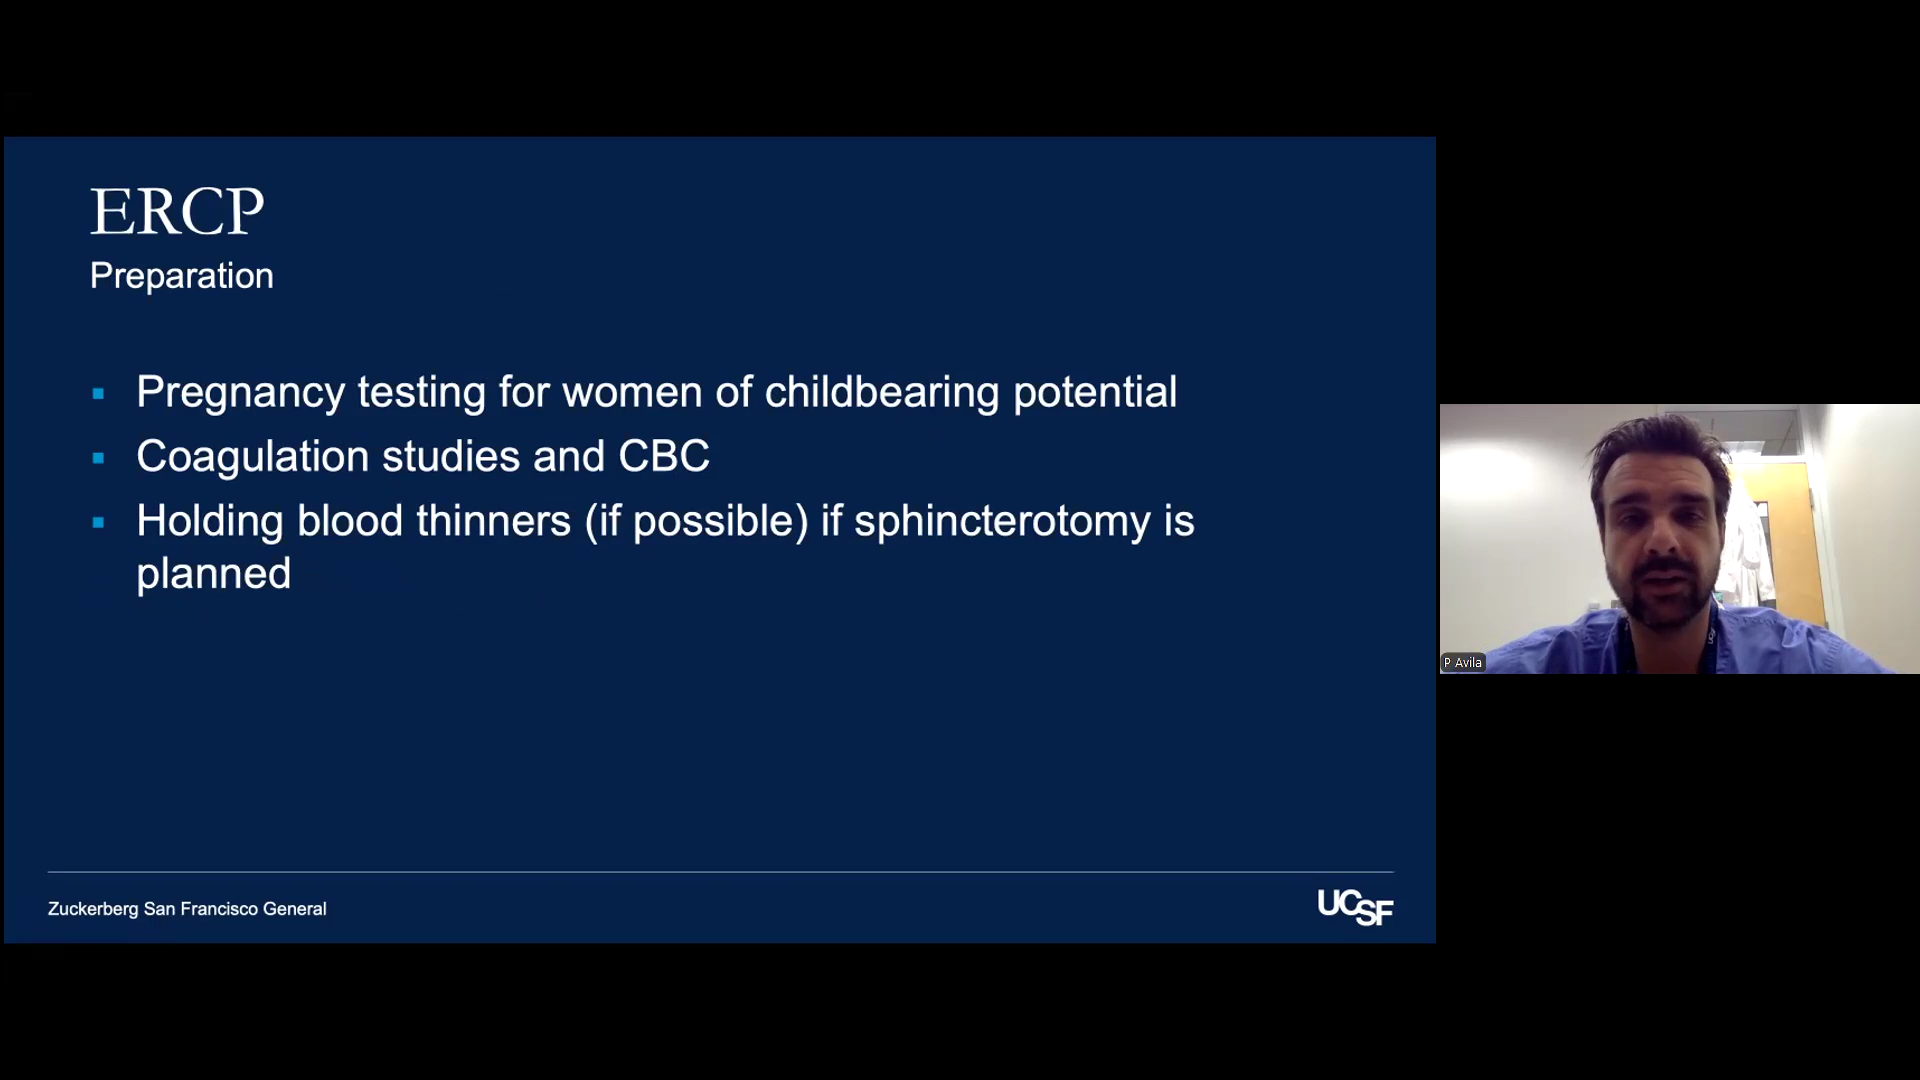 ERCP
Preparation
Pregnancy testing for women of childbearing potential
Coagulation studies and CBC
Holding blood thinners (if possible) if sphincterotomy is
planned
Zuckerberg San Francisco General
UCSF
P Avila